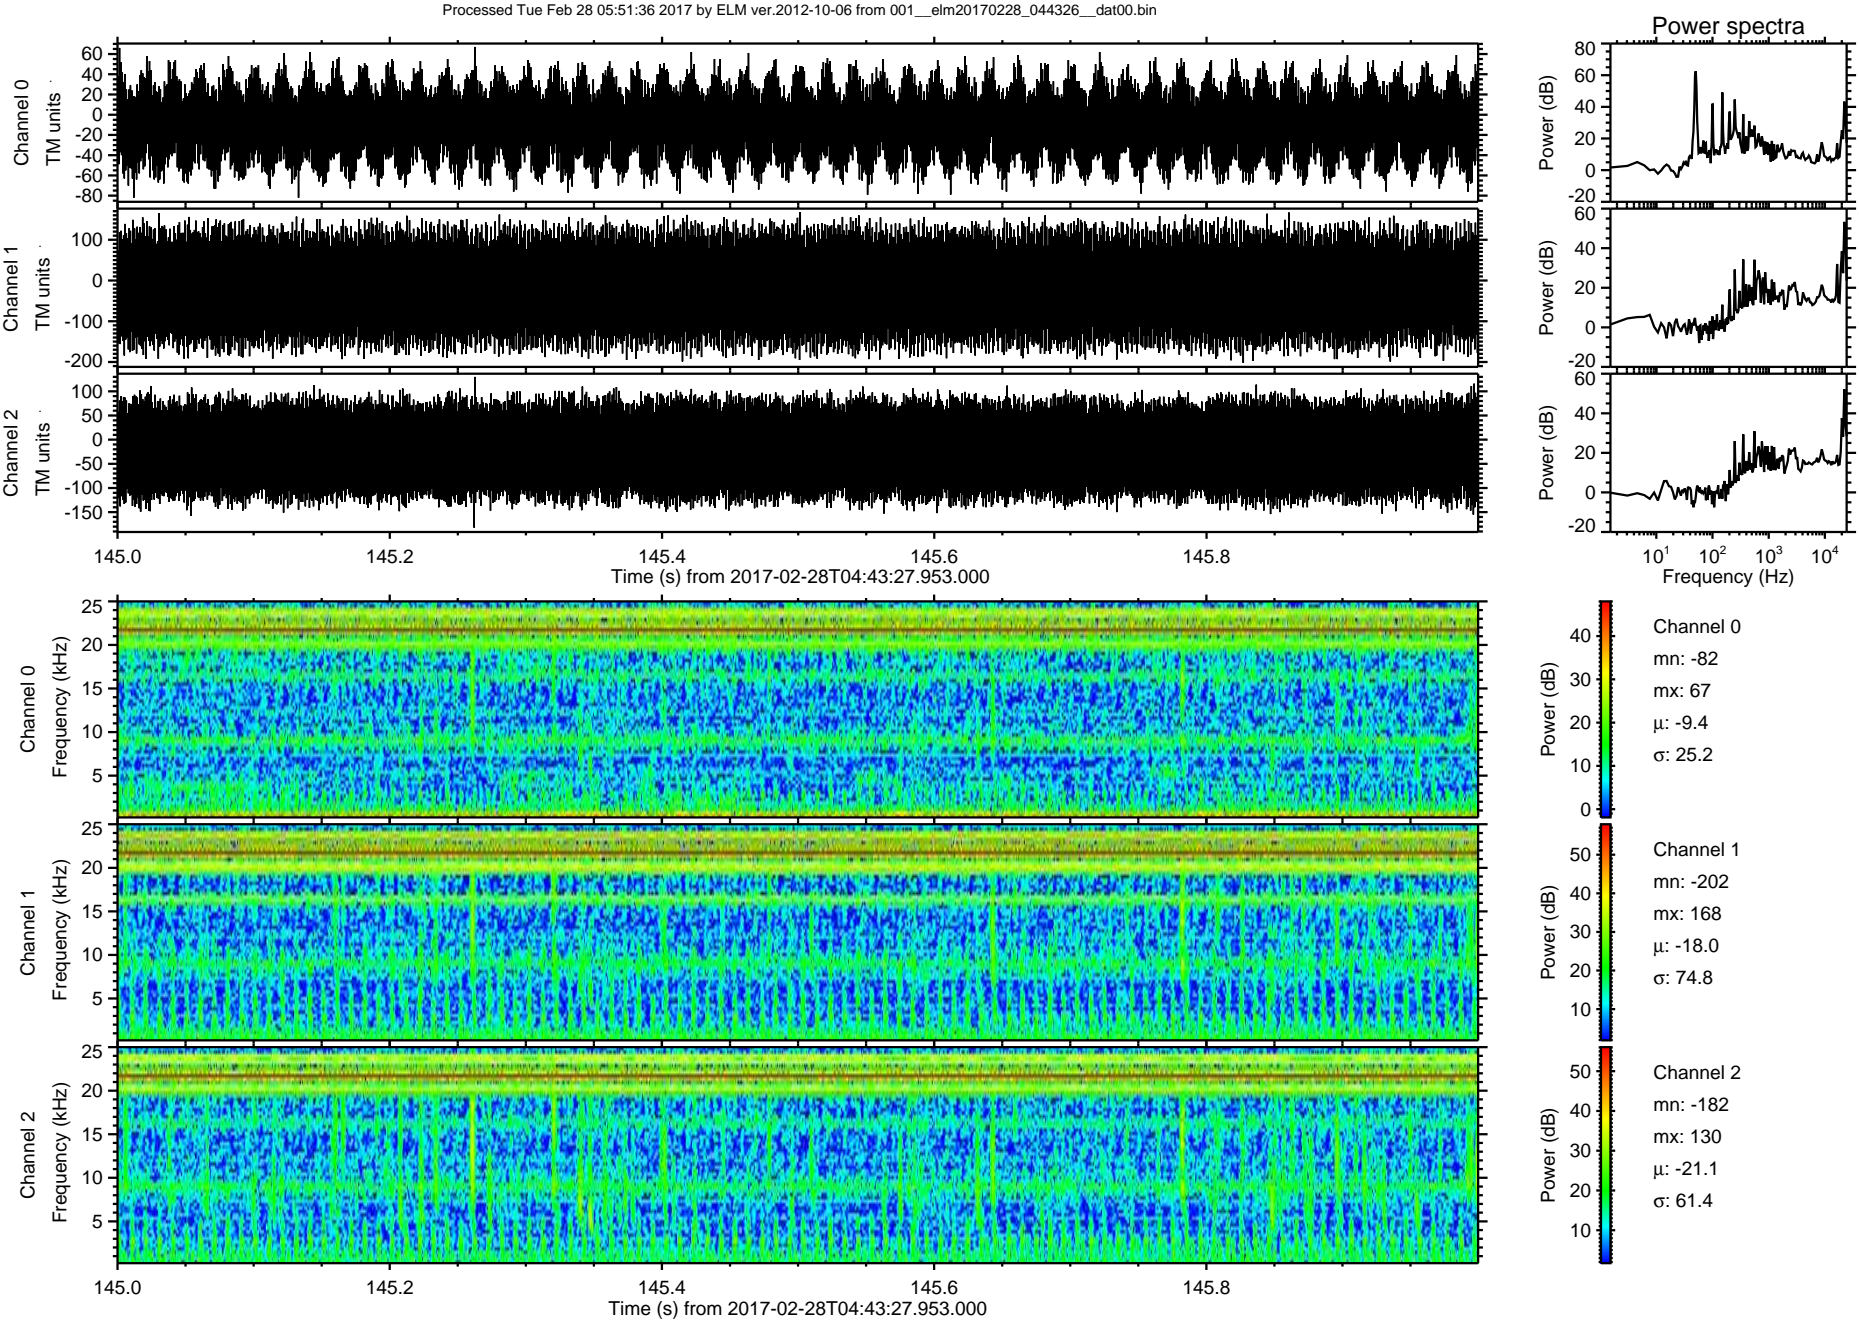 Processed Tue Feb 28 05:51:36 2017 by ELM ver.2012-10-06 from 001__elm20170228_044326__dat00.bin
Power spectra
Channel 0
TM units
60
40
20
0
-20
-40
-60
-80
Power (dB)
80
60
40
20
0
-20
Channel 1
TM units
100
0
-100
-200
Power (dB)
60
40
20
0
-20
Channel 2
TM units
100
50
0
-50
-100
-150
Power (dB)
60
40
20
0
-20
145.0 145.2 145.4 145.6 145.8
Time (s) from 2017-02-28T04:43:27.953.000
10^1 10^2 10^3 10^4
Frequency (Hz)
Channel 0
Frequency (kHz)
25
20
15
10
5
Power (dB)
40
30
20
10
0
Channel 0
mn: -82
mx: 67
μ: -9.4
σ: 25.2
Channel 1
Frequency (kHz)
25
20
15
10
5
Power (dB)
50
40
30
20
10
Channel 1
mn: -202
mx: 168
μ: -18.0
σ: 74.8
Channel 2
Frequency (kHz)
25
20
15
10
5
Power (dB)
50
40
30
20
10
Channel 2
mn: -182
mx: 130
μ: -21.1
σ: 61.4
145.0 145.2 145.4 145.6 145.8
Time (s) from 2017-02-28T04:43:27.953.000